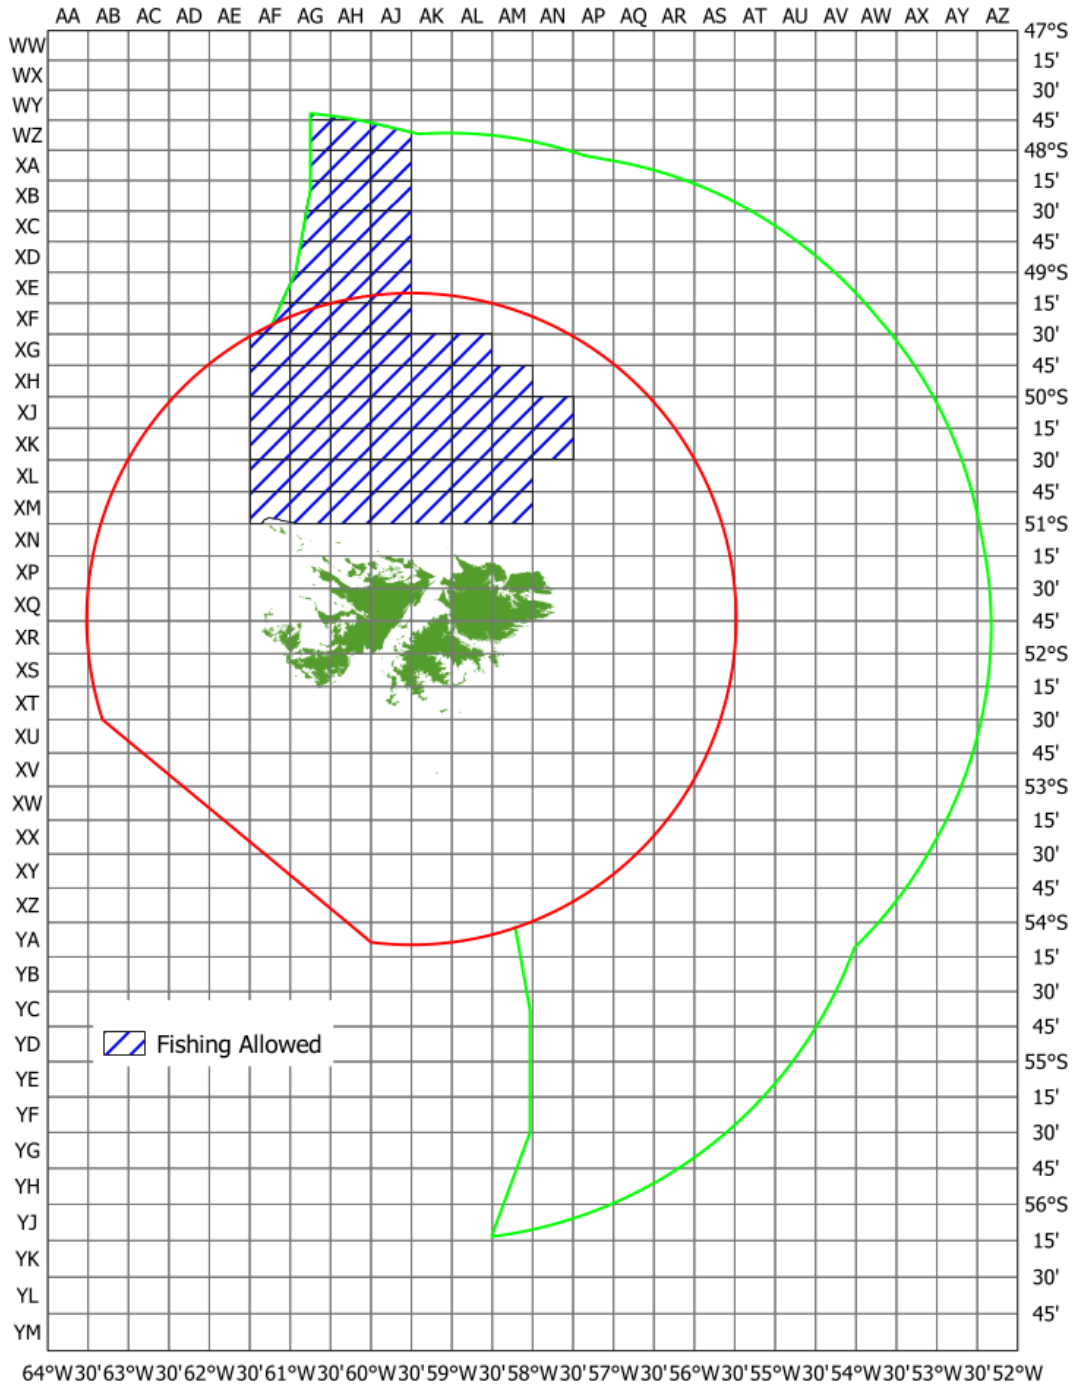 AA AB AC AD AE AF AG AH AJ AK AL AM AN AP AQ AR AS AT AU AV AW AX AY AZ
47°S
WW
15'
WX
30'
WY
45'
WZ
48°S
XA
15'
XB
30'
XC
45'
XD
49°S
XE
15'
XF
30'
XG
45'
XH
50°S
XJ
15'
XK
30'
XL
45'
XM
51°S
XN
15'
XP
30'
XQ
45'
XR
52°S
XS
15'
XT
30'
XU
45'
XV
53°S
XW
15'
XX
30'
XY
45'
XZ
54°S
YA
15'
YB
30'
YC
45'
YD
Fishing Allowed
55°S
YE
15'
YF
30'
YG
45'
YH
56°S
YJ
15'
YK
30'
YL
45'
YM
64°W30'63°W30'62°W30'61°W30'60°W30'59°W30'58°W30'57°W30'56°W30'55°W30'54°W30'53°W30'52°W